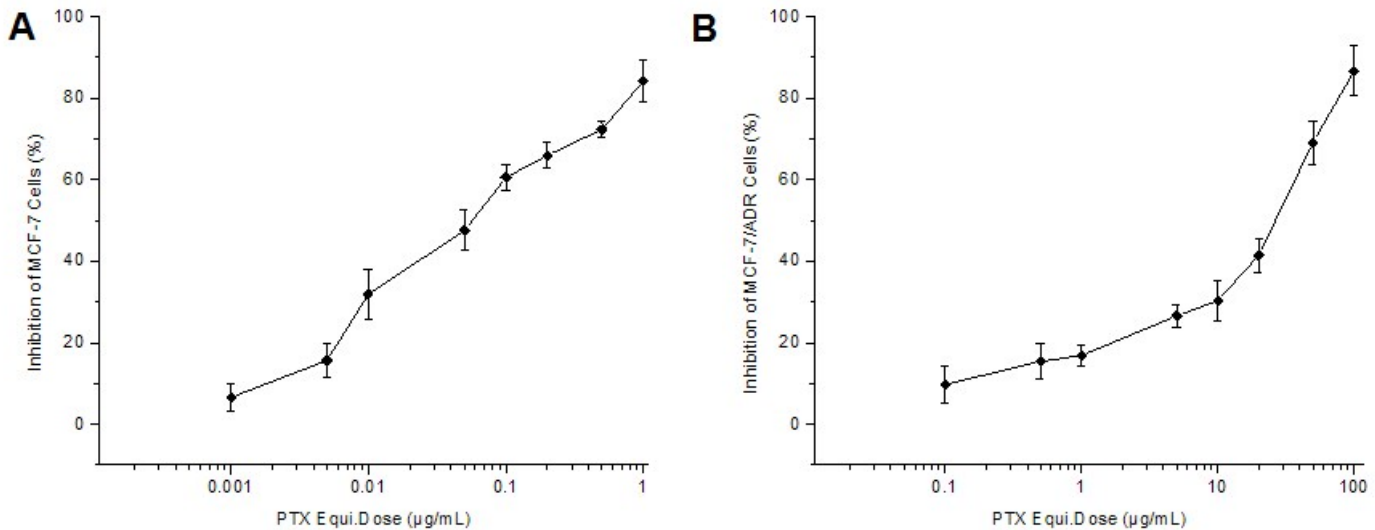 A
Inhibition of MCF-7 Cells (%)
100
80
60
40
20
0
0.001 0.01 0.1 1
PTX Equi.Dose (µg/mL)
B
Inhibition of MCF-7/ADR Cells (%)
100
80
60
40
20
0
0.1 1 10 100
PTX Equi.Dose (µg/mL)